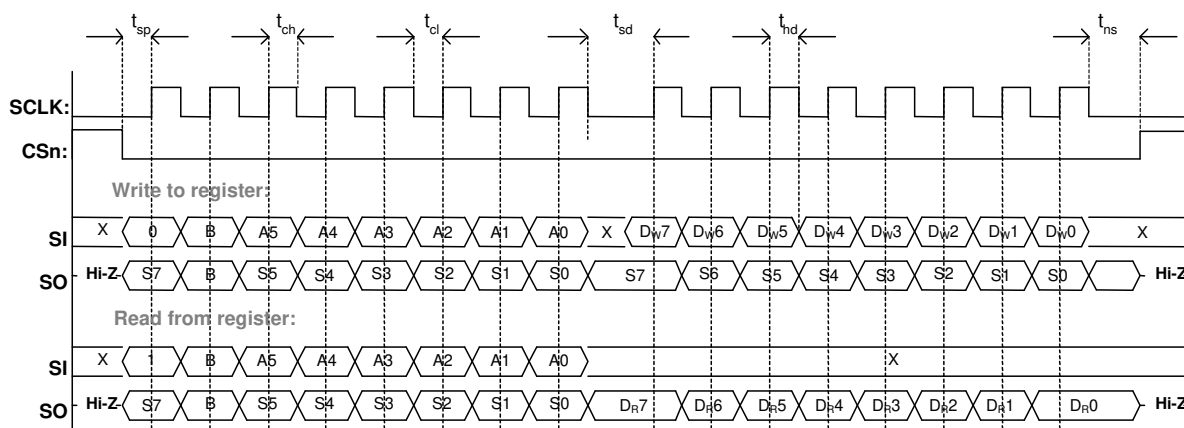 tsp tch tcl tsd thd tns
SCLK:
CSn:
Write to register:
SI X 0 B A5 A4 A3 A2 A1 A0 X DW7 DW6 DW5 DW4 DW3 DW2 DW1 DW0 X
SO Hi-Z S7 B S5 S4 S3 S2 S1 S0 S7 S6 S5 S4 S3 S2 S1 S0 Hi-Z
Read from register:
SI X 1 B A5 A4 A3 A2 A1 A0 X
SO Hi-Z S7 B S5 S4 S3 S2 S1 S0 DR7 DR6 DR5 DR4 DR3 DR2 DR1 DR0 Hi-Z